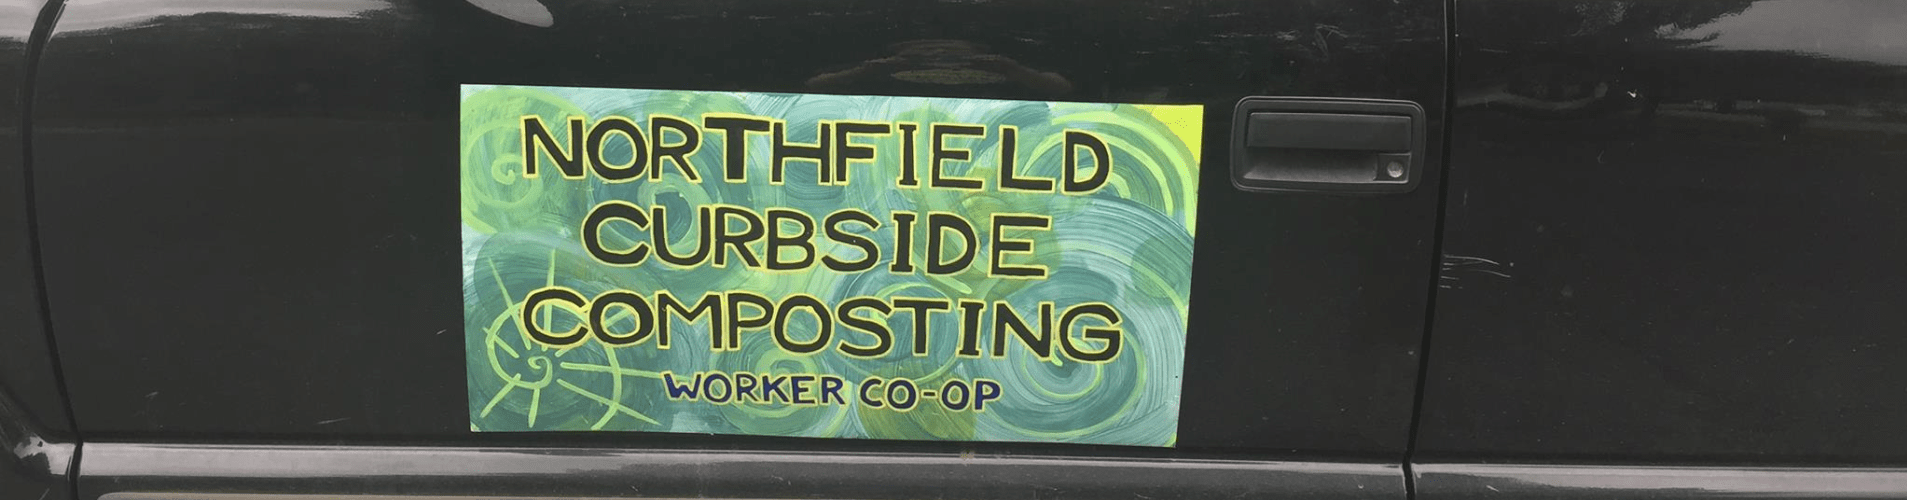 NORTHFIELD
CURBSIDE
COMPOSTING
WORKER CO-OP